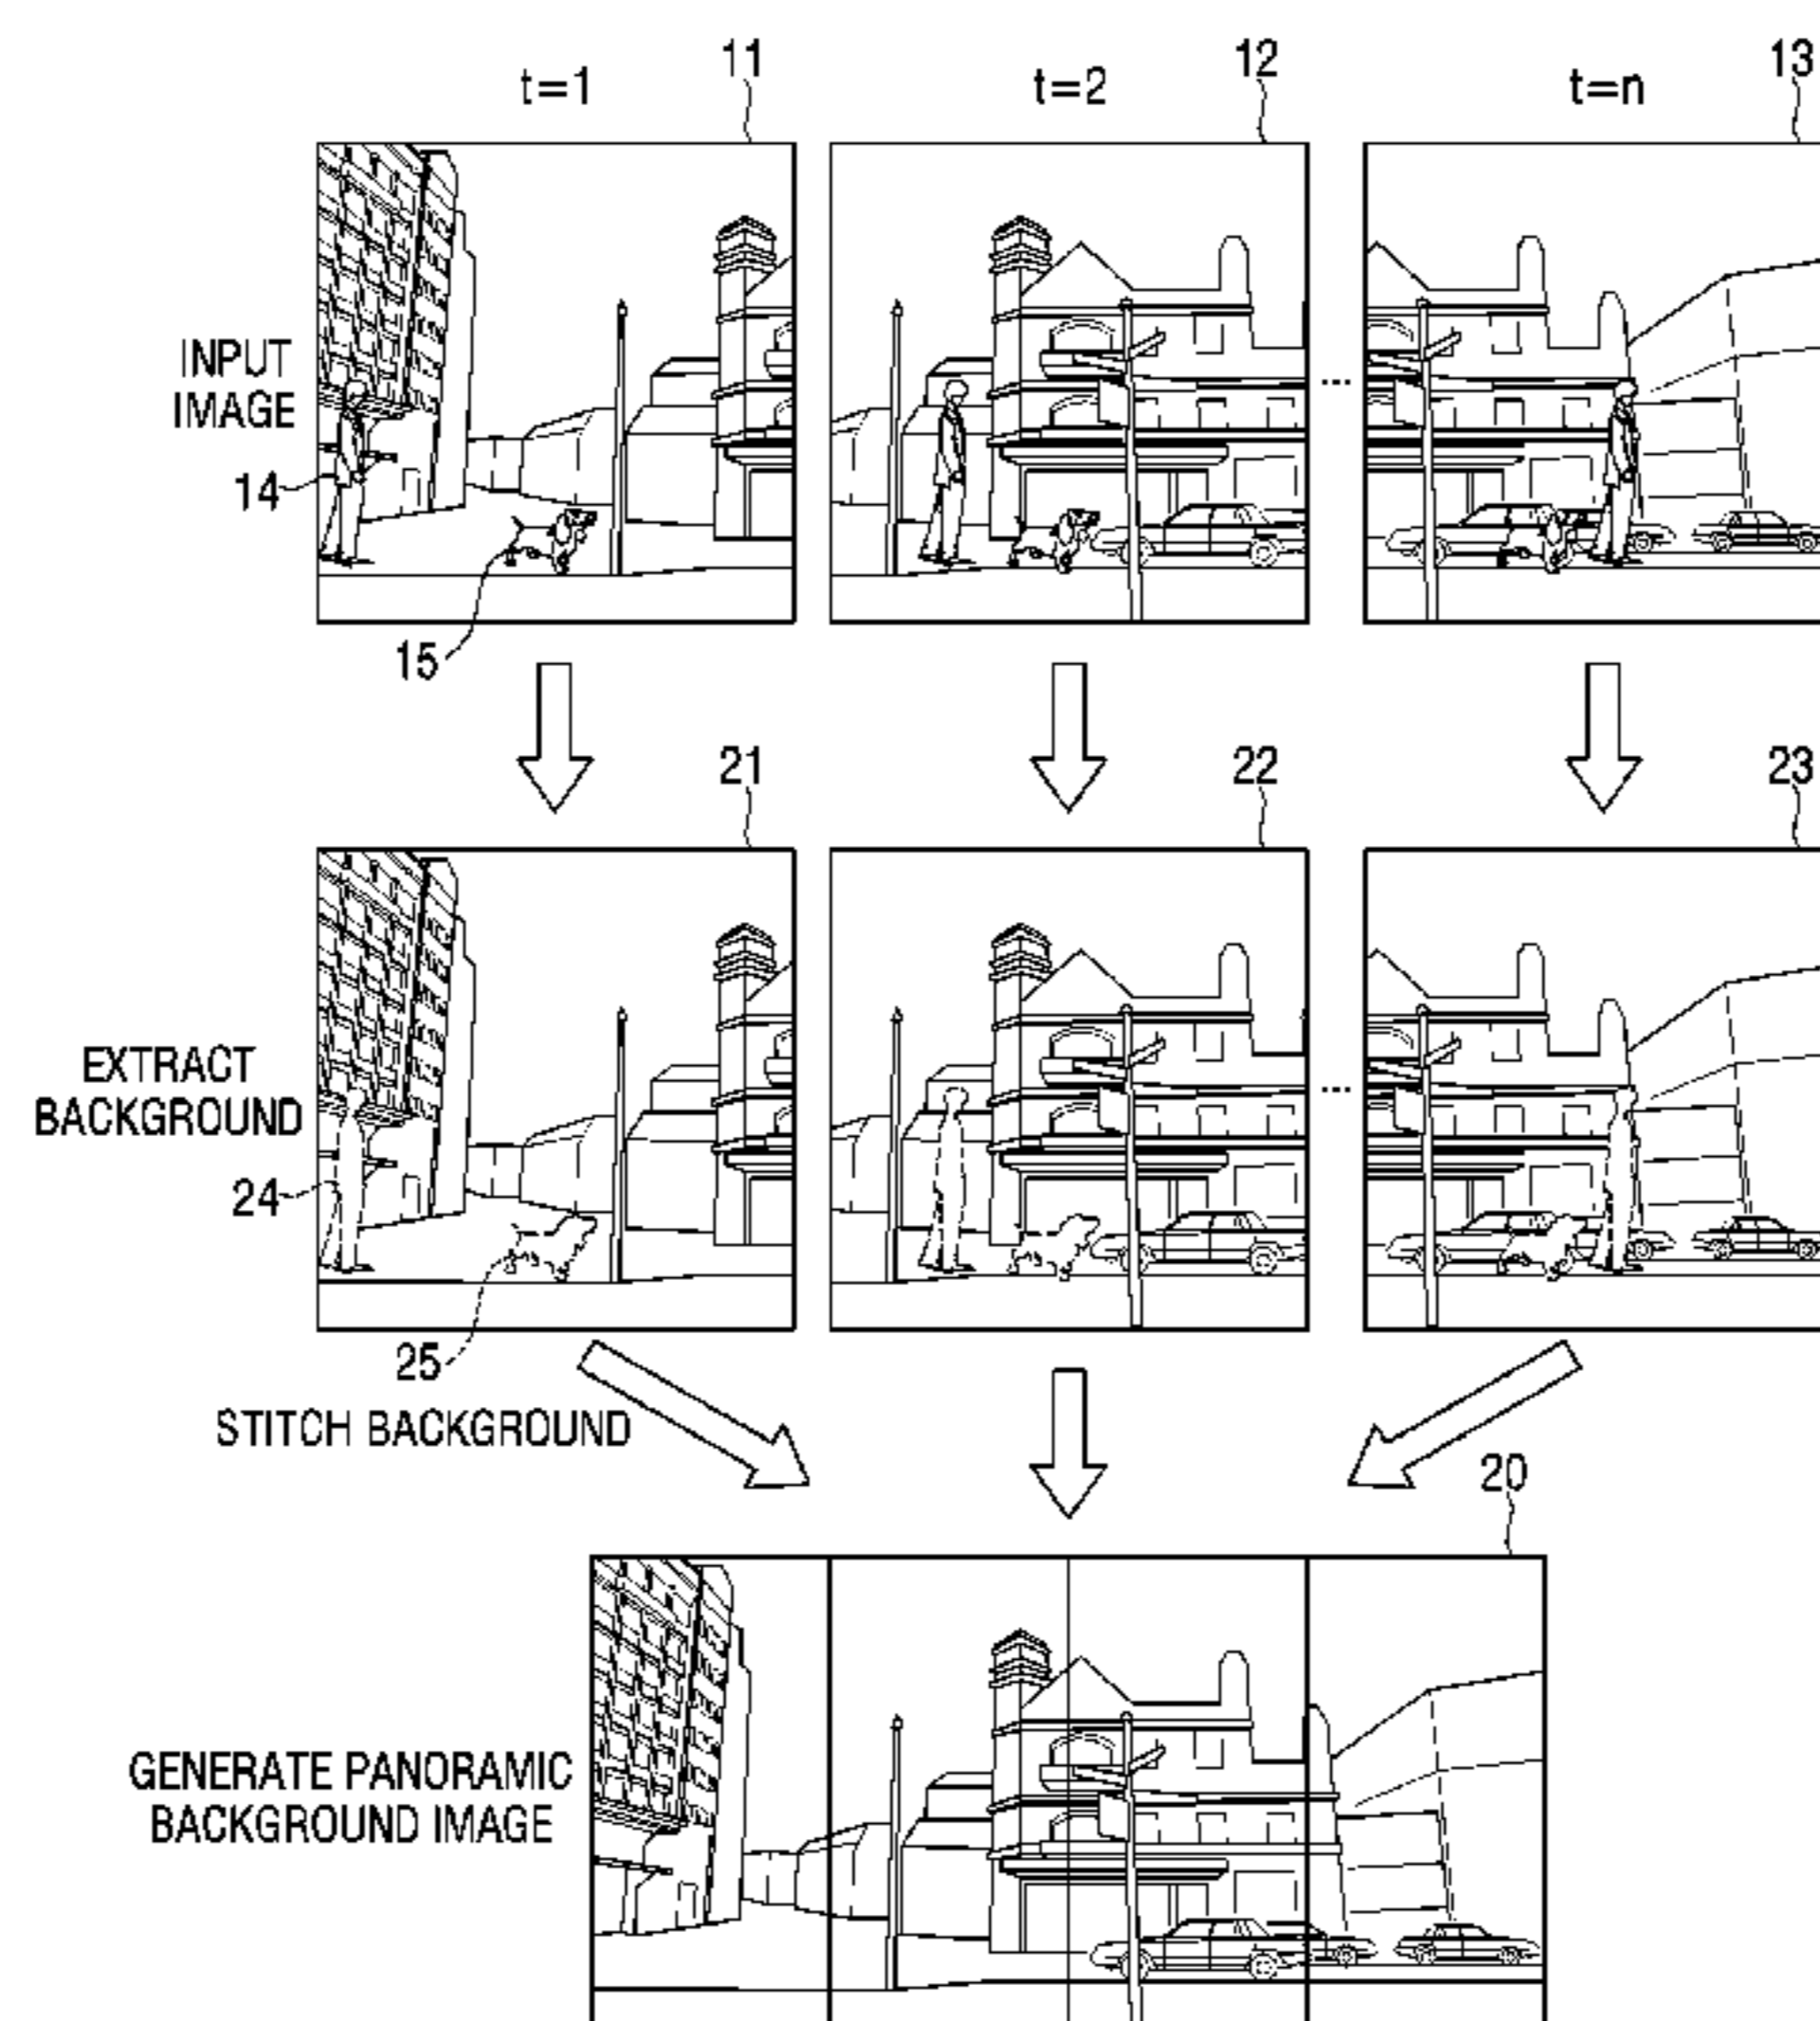 11
12
13
t=1
t=2
t=n
INPUT
IMAGE
...
14
15
21
22
23
EXTRACT
BACKGROUND
...
24
25
STITCH BACKGROUND
20
GENERATE PANORAMIC
BACKGROUND IMAGE